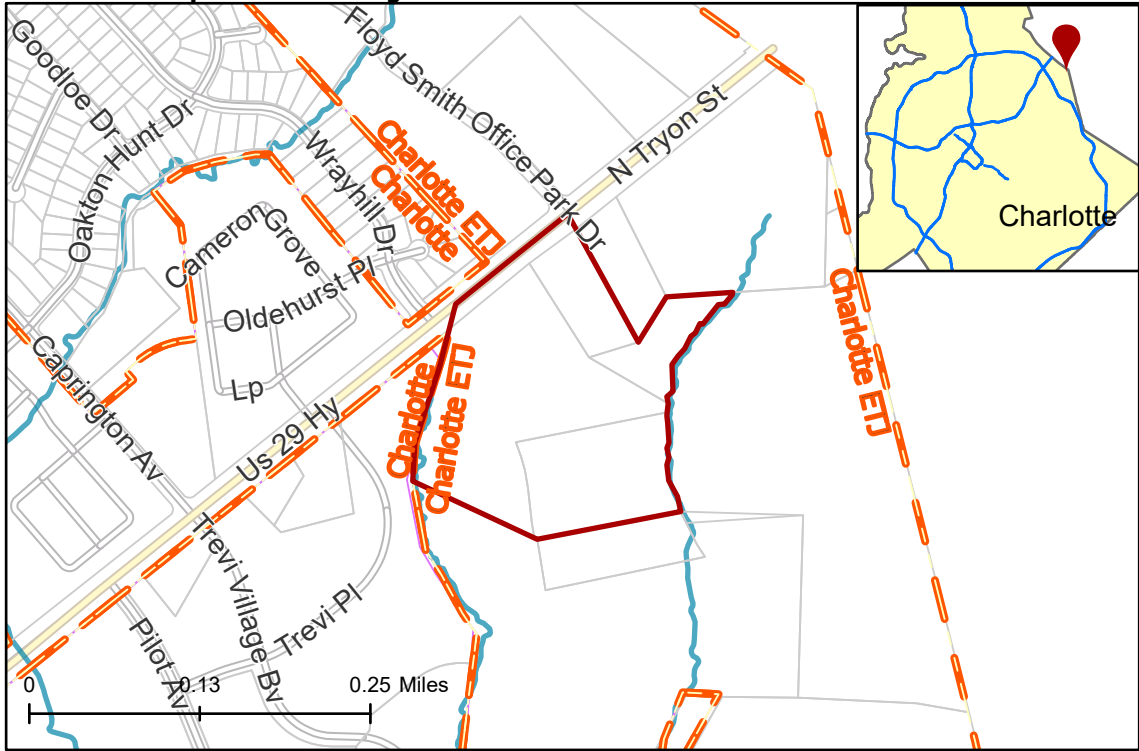 Goodloe Dr
Oakton Hunt Dr
Floyd Smith Office Park Dr
N Tryon St
Wrayhill Dr
Charlotte ETJ
Charlotte
Cameron
Grove
Oldehurst Pl
Lp
Caprington Av
Us 29 Hy
Charlotte
Charlotte ETJ
Charlotte ETJ
Trevi Village Bv
Trevi Pl
Pilot Av
0
0.13
0.25 Miles
Charlotte